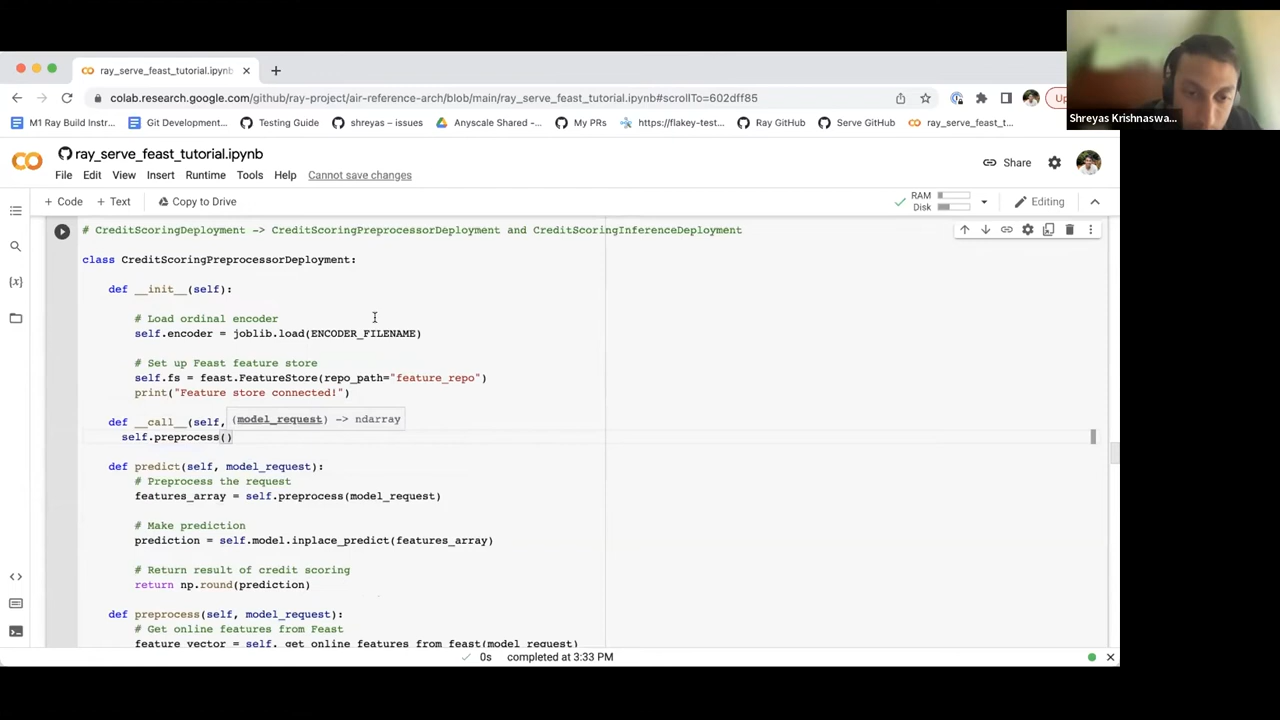 ray_serve_feast_tutorial.ipynb
colab.research.google.com/github/ray-project/air-reference-arch/blob/main/ray_serve_feast_tutorial.ipynb#scrollTo=602dff85
Up
Shreyas Krishnaswa...
M1 Ray Build Instr... Git Development... Testing Guide shreyas – issues Anyscale Shared -... My PRs https://flakey-test... Ray GitHub Serve GitHub ray_serve_feast_t...
ray_serve_feast_tutorial.ipynb
Share
File Edit View Insert Runtime Tools Help Cannot save changes
+ Code + Text Copy to Drive
RAM
Disk
Editing
# CreditScoringDeployment -> CreditScoringPreprocessorDeployment and CreditScoringInferenceDeployment
class CreditScoringPreprocessorDeployment:
def __init__(self):
# Load ordinal encoder
self.encoder = joblib.load(ENCODER_FILENAME)
# Set up Feast feature store
self.fs = feast.FeatureStore(repo_path="feature_repo")
print("Feature store connected!")
def __call__(self,
(model_request) -> ndarray
self.preprocess()
def predict(self, model_request):
# Preprocess the request
features_array = self.preprocess(model_request)
# Make prediction
prediction = self.model.inplace_predict(features_array)
# Return result of credit scoring
return np.round(prediction)
def preprocess(self, model_request):
# Get online features from Feast
feature_vector = self._get_online_features_from_feast(model_request)
0s completed at 3:33 PM